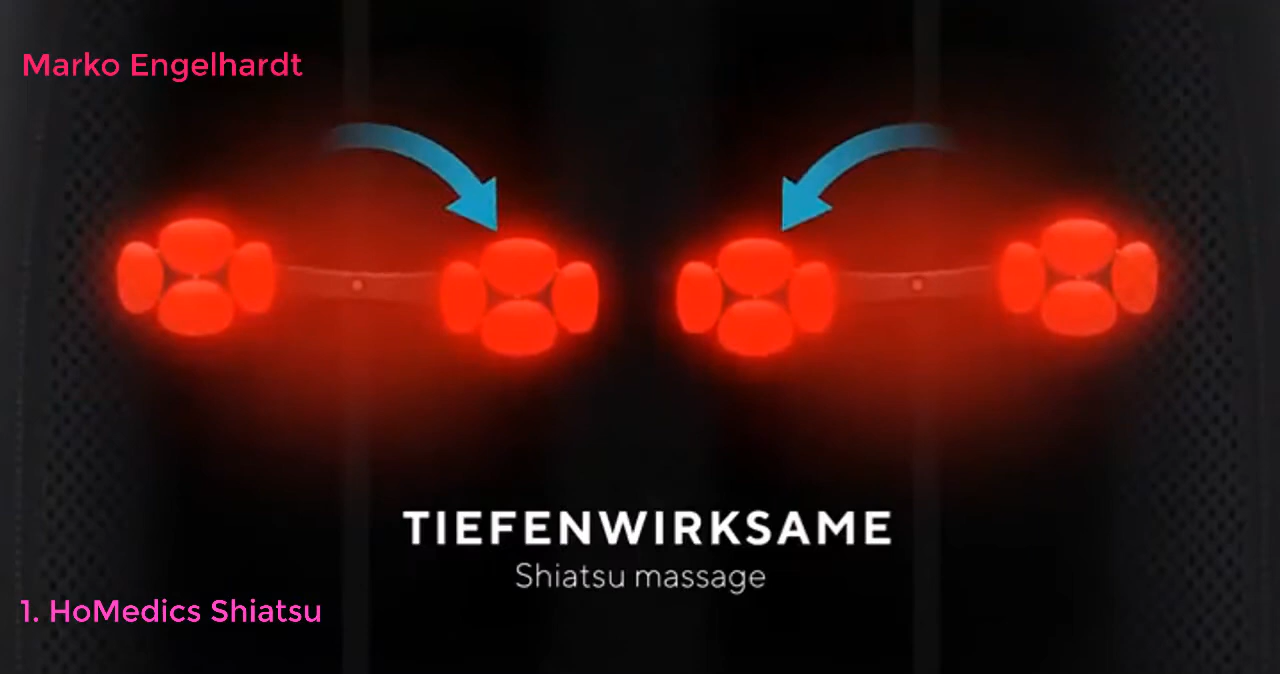 Marko Engelhardt
TIEFENWIRKSAME
Shiatsu massage
1. HoMedics Shiatsu